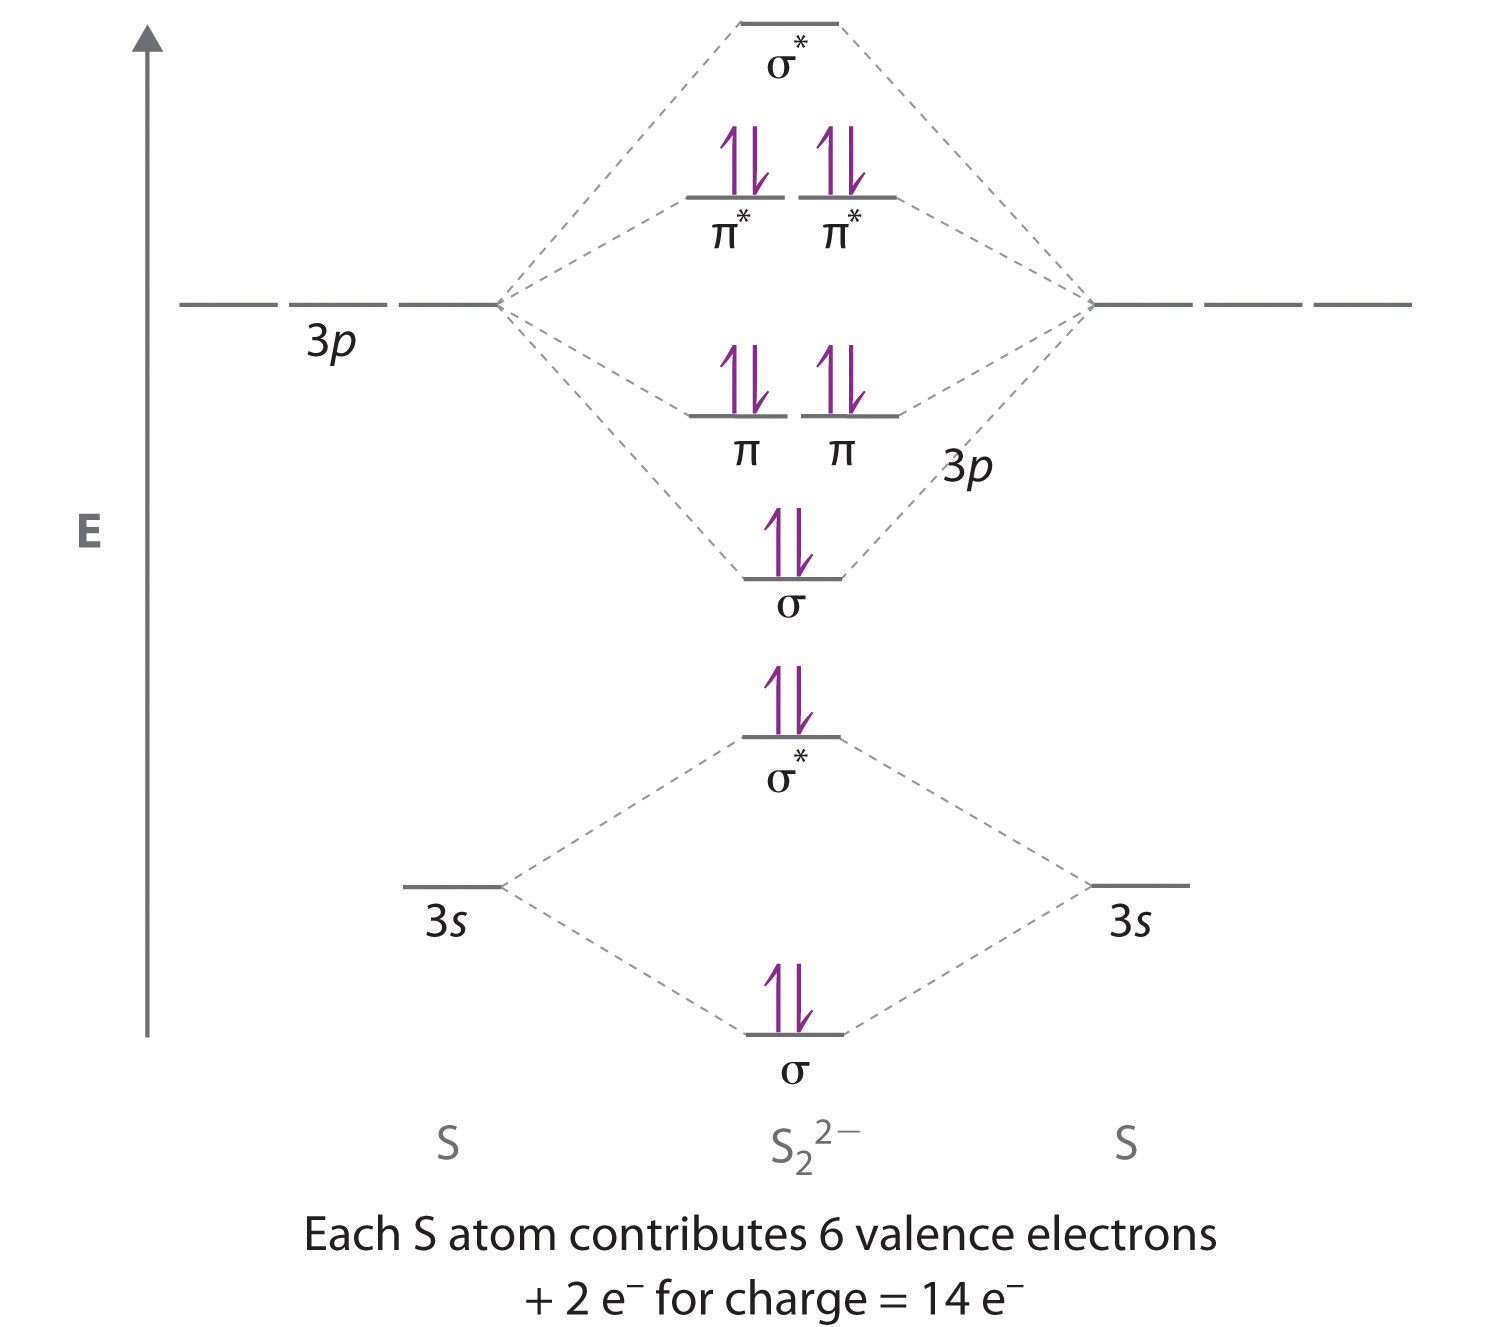 σ*
π* π*
3p
π π
3p
E
σ
σ*
3s 3s
σ
S S₂²⁻ S
Each S atom contributes 6 valence electrons
+ 2 e⁻ for charge = 14 e⁻